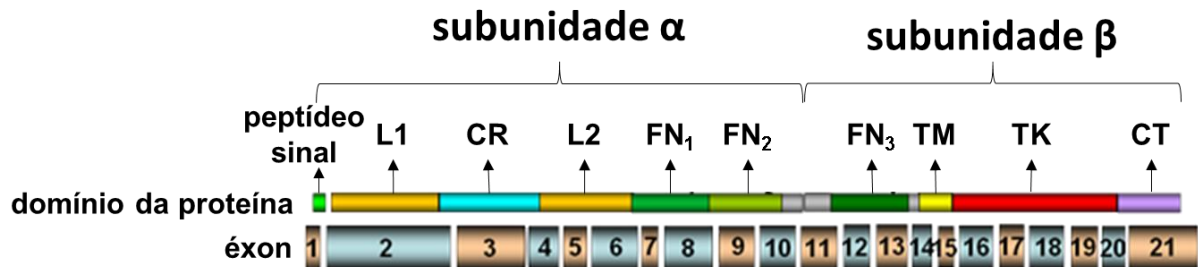 subunidade α
subunidade β
peptídeo
sinal
L1 CR L2 FN₁ FN₂ FN₃ TM TK CT
domínio da proteína
éxon 1 2 3 4 5 6 7 8 9 10 11 12 13 14 15 16 17 18 19 20 21